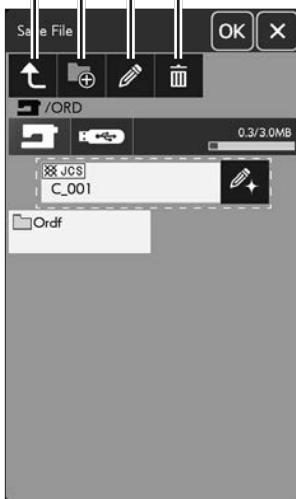 Save File OK X
/ORD
0.3/3.0MB
JCS
C_001
Ordf